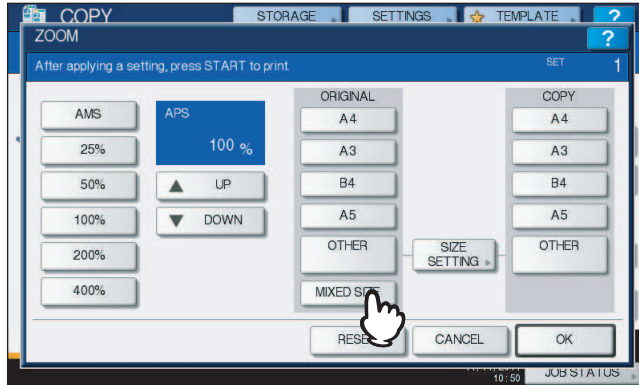 COPY
STORAGE
SETTINGS
TEMPLATE
?
ZOOM
?
After applying a setting, press START to print
SET 1
ORIGINAL
COPY
AMS
APS
100 %
A4
A4
25%
A3
A3
50%
UP
B4
B4
100%
DOWN
A5
A5
200%
OTHER
SIZE
SETTING
OTHER
400%
MIXED SIZE
CANCEL
OK
10:50
JOB STATUS